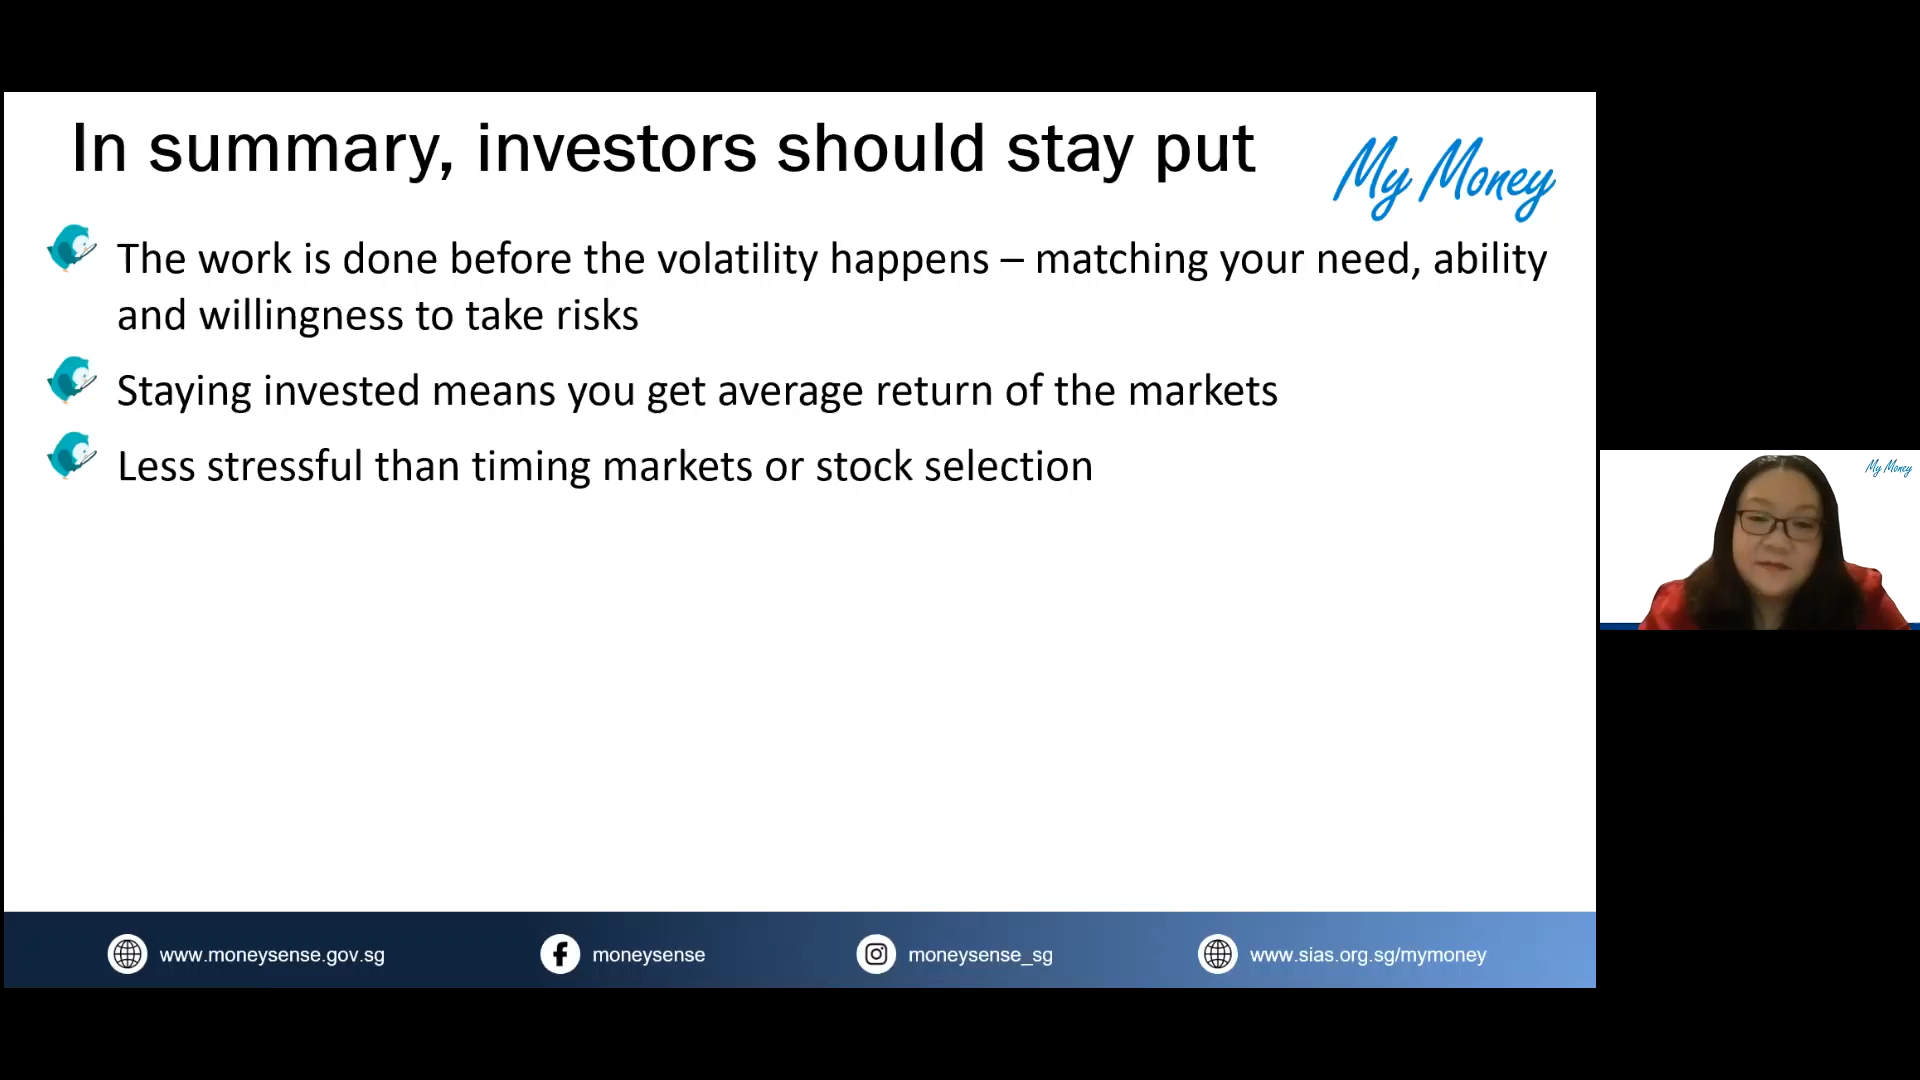 In summary, investors should stay put
My Money
The work is done before the volatility happens – matching your need, ability
and willingness to take risks
Staying invested means you get average return of the markets
Less stressful than timing markets or stock selection
My Money
www.moneysense.gov.sg
moneysense
moneysense_sg
www.sias.org.sg/mymoney